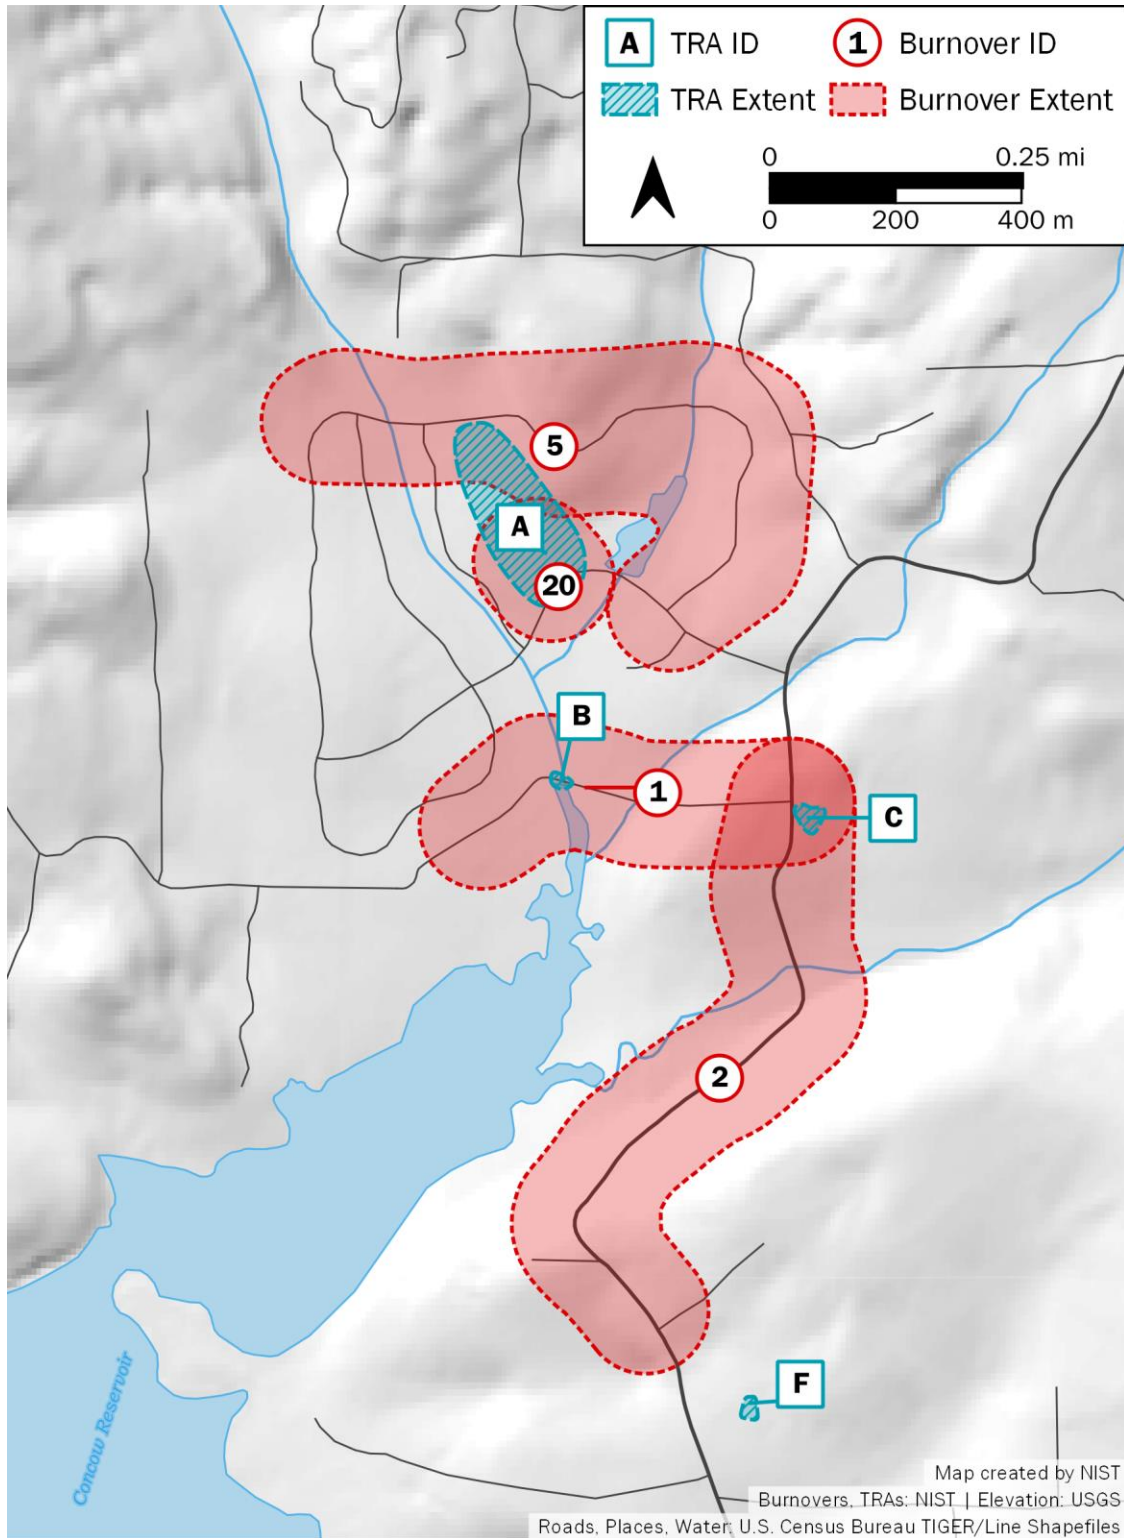 A TRA ID 1 Burnover ID
TRA Extent Burnover Extent
0 0.25 mi
0 200 400 m
5
A
20
B
1
C
2
F
Concow Reservoir
Map created by NIST
Burnovers, TRAs: NIST | Elevation: USGS
Roads, Places, Water: U.S. Census Bureau TIGER/Line Shapefiles